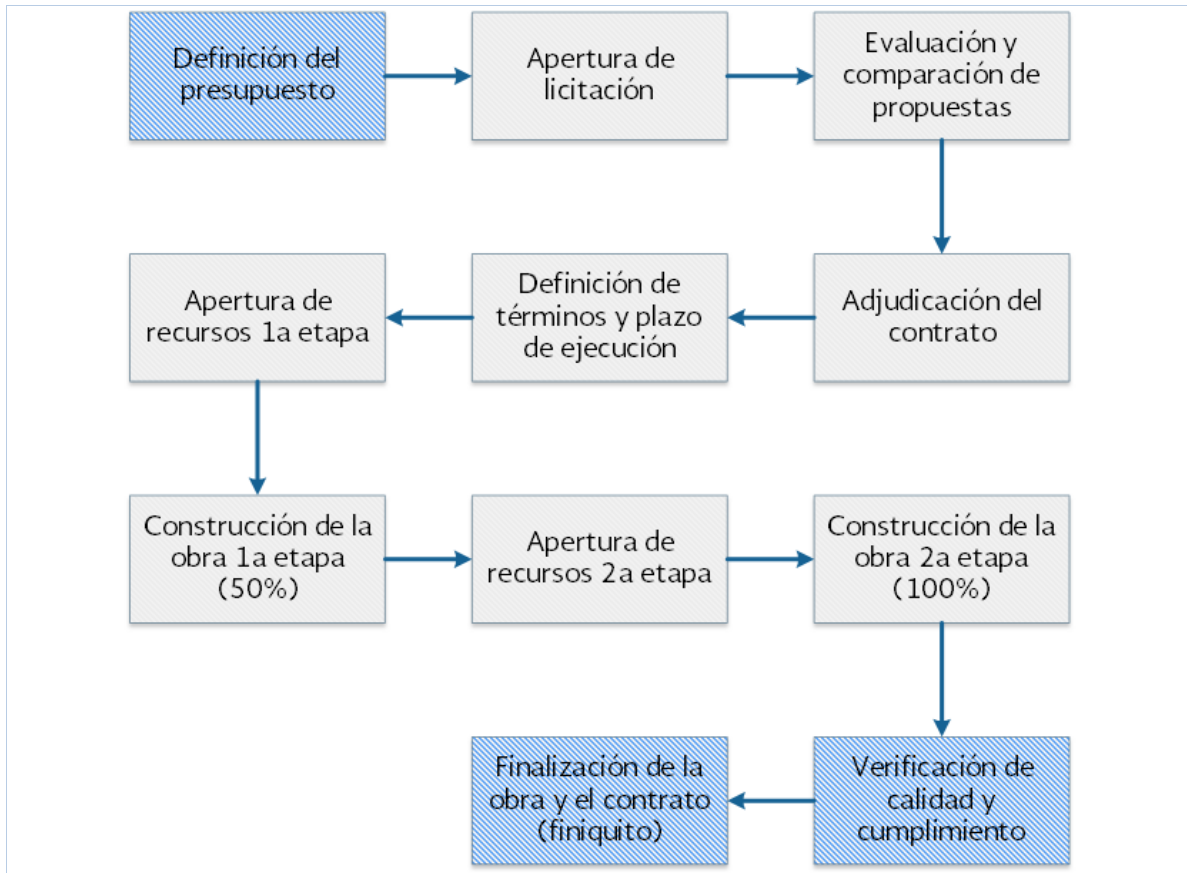 Definición del
presupuesto
Apertura de
licitación
Evaluación y
comparación de
propuestas
Adjudicación del
contrato
Definición de
términos y plazo
de ejecución
Apertura de
recursos 1a etapa
Construcción de la
obra 1a etapa
(50%)
Apertura de
recursos 2a etapa
Construcción de la
obra 2a etapa
(100%)
Verificación de
calidad y
cumplimiento
Finalización de la
obra y el contrato
(finiquito)